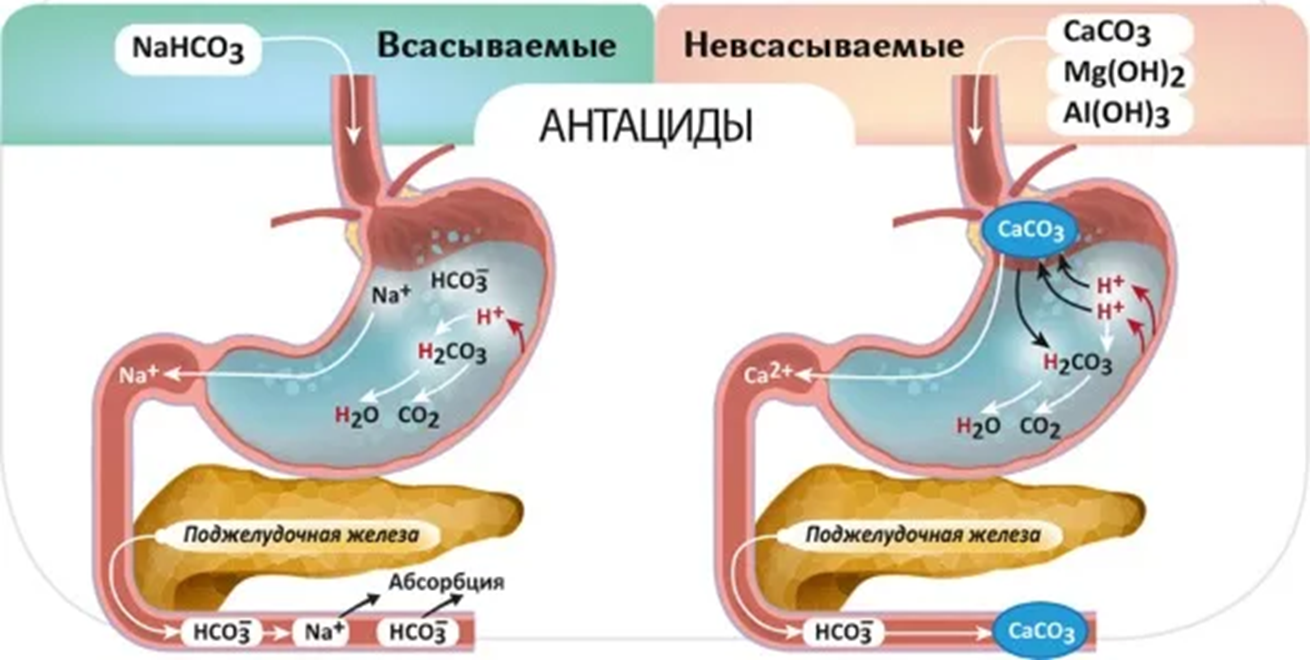 NaHCO3
Всасываемые
Невсасываемые
CaCO3
Mg(OH)2
Al(OH)3
АНТАЦИДЫ
Na+
HCO3−
H+
H2CO3
H2O CO2
Na+
Поджелудочная железа
Абсорбция
HCO3−
Na+
HCO3−
CaCO3
H+
H+
H2CO3
Ca2+
H2O CO2
Поджелудочная железа
HCO3−
CaCO3